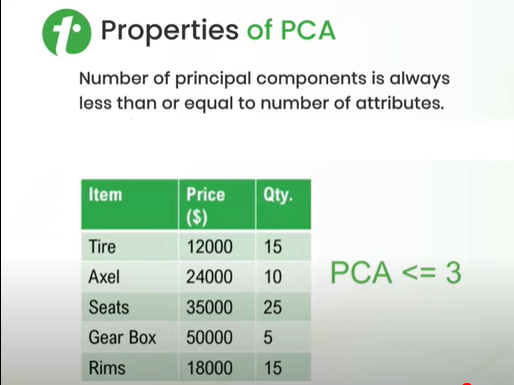 Properties of PCA
Number of principal components is always
less than or equal to number of attributes.
Item Price ($) Qty.
Tire 12000 15
Axel 24000 10
Seats 35000 25
Gear Box 50000 5
Rims 18000 15
PCA <= 3